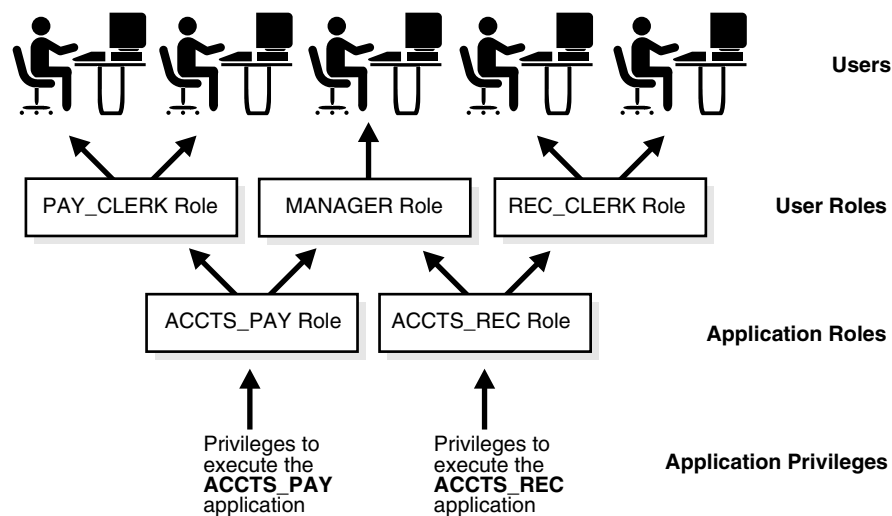 Users
PAY_CLERK Role
MANAGER Role
REC_CLERK Role
User Roles
ACCTS_PAY Role
ACCTS_REC Role
Application Roles
Privileges to
execute the
ACCTS_PAY
application
Privileges to
execute the
ACCTS_REC
application
Application Privileges